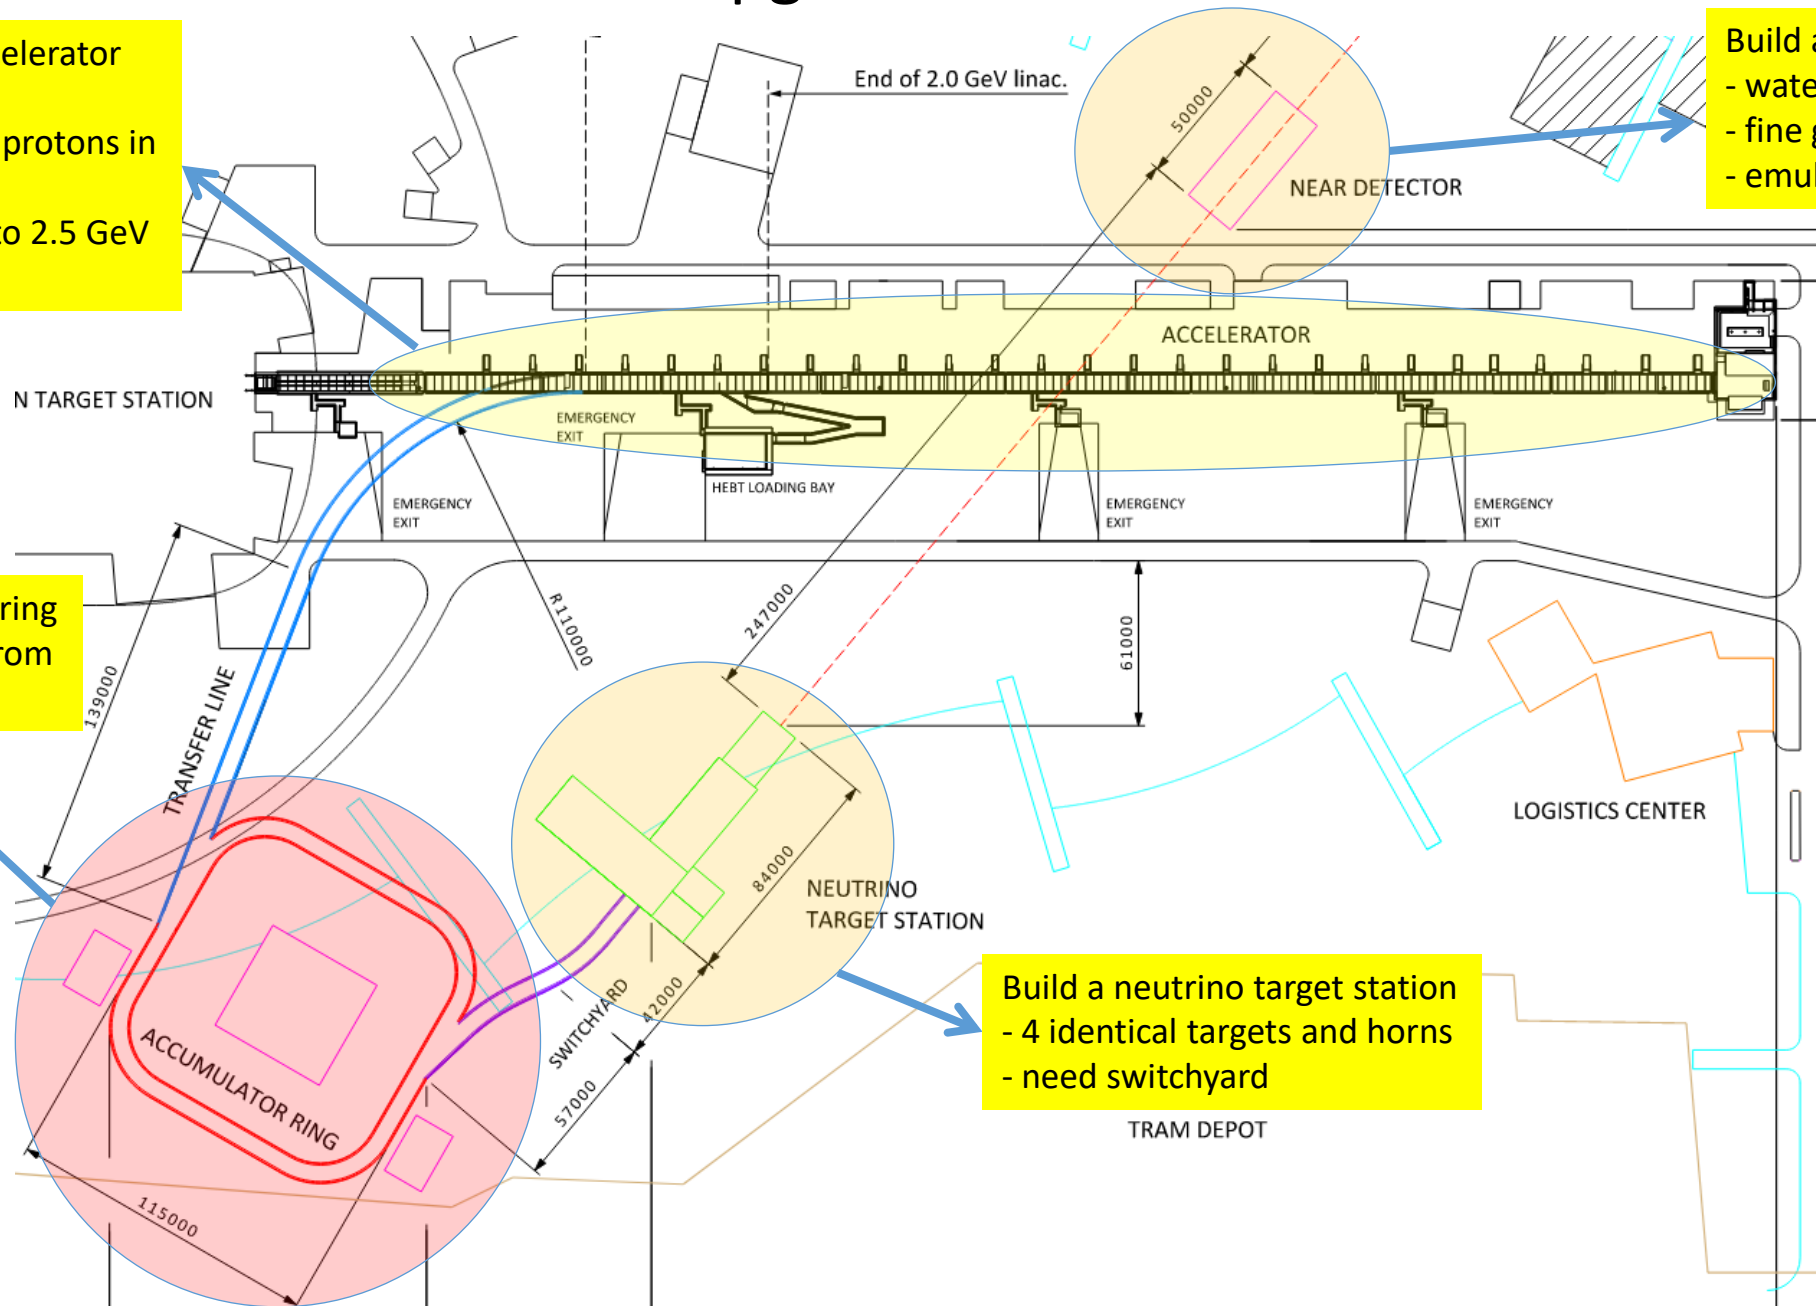 elerator
protons in
to 2.5 GeV
End of 2.0 GeV linac.
50000
NEAR DETECTOR
Build
- wate
- fine
- emul
ACCELERATOR
N TARGET STATION
EMERGENCY
EXIT
HEBT LOADING BAY
EMERGENCY
EXIT
EMERGENCY
EXIT
EMERGENCY
EXIT
R110000
247000
61000
ring
rom
139000
TRANSFER LINE
LOGISTICS CENTER
84000
NEUTRINO
TARGET STATION
SWITCHYARD
42000
57000
Build a neutrino target station
- 4 identical targets and horns
- need switchyard
ACCUMULATOR RING
TRAM DEPOT
115000